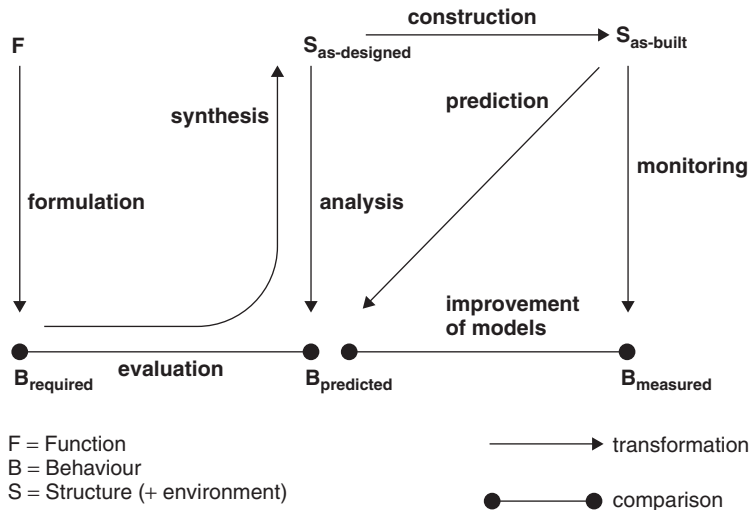 construction
F
S as-designed
S as-built
synthesis
prediction
formulation
analysis
monitoring
improvement
of models
evaluation
B required
B predicted
B measured
F = Function
B = Behaviour
S = Structure (+ environment)
transformation
comparison